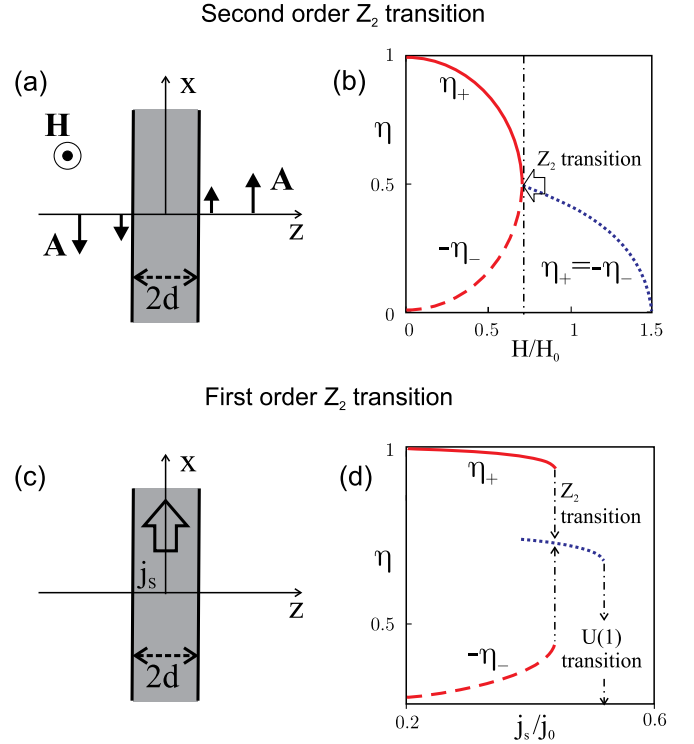 Second order Z₂ transition
(a)
x
H
A
A
z
2d
(b)
1
η
0.5
0
η₊
-η₋
Z₂ transition
η₊=-η₋
0
0.5
1
1.5
H/H₀
First order Z₂ transition
(c)
x
jₛ
z
2d
(d)
1
η
0.5
η₊
Z₂
transition
-η₋
U(1)
transition
0.2
0.6
jₛ/j₀